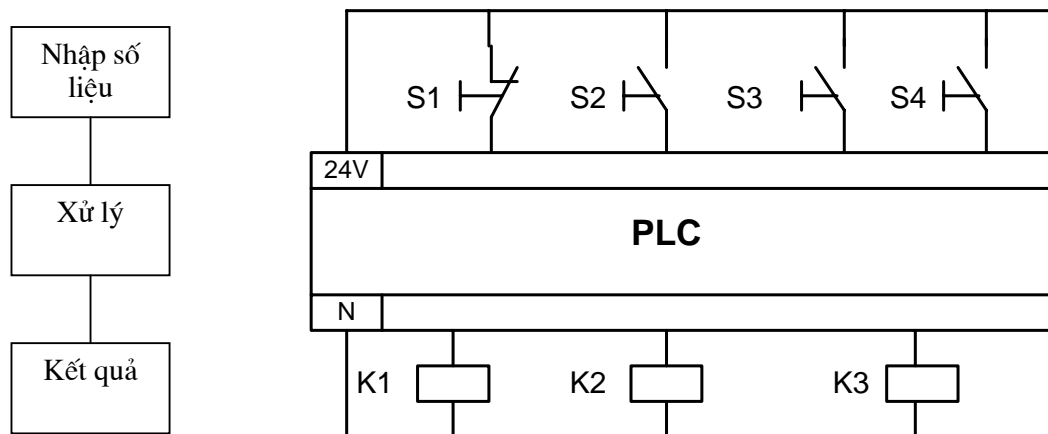 Nhập số
liệu
Xử lý
Kết quả
S1
S2
S3
S4
24V
PLC
N
K1
K2
K3